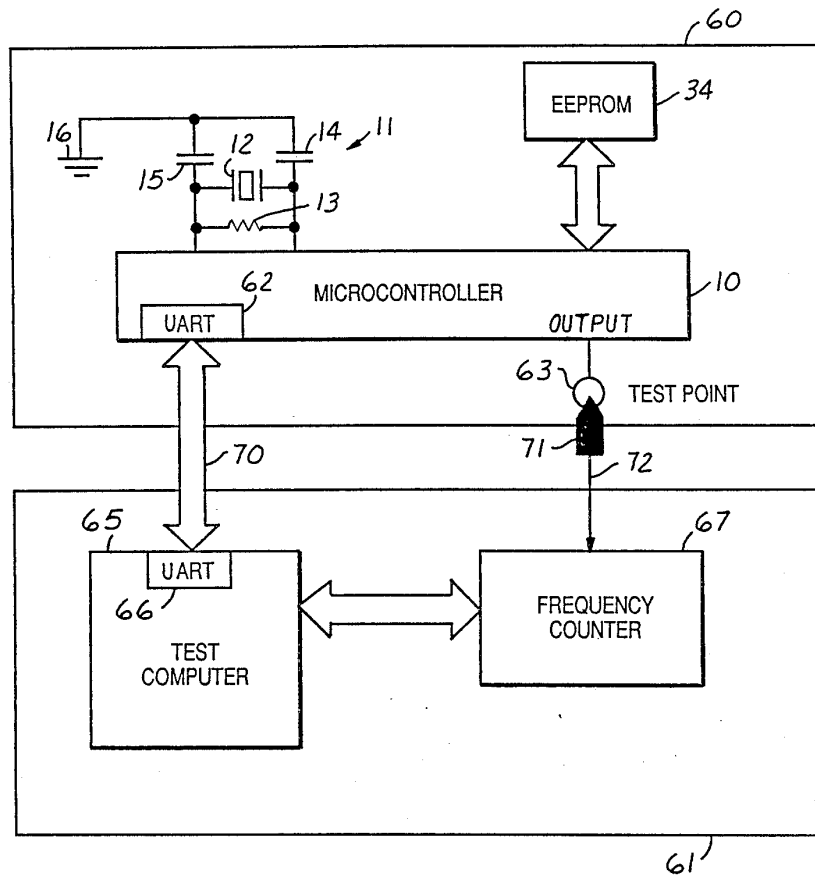 60
EEPROM
34
16
14
11
12
15
13
MICROCONTROLLER
10
62
UART
OUTPUT
63
TEST POINT
71
70
72
65
67
UART
66
FREQUENCY
COUNTER
TEST
COMPUTER
61